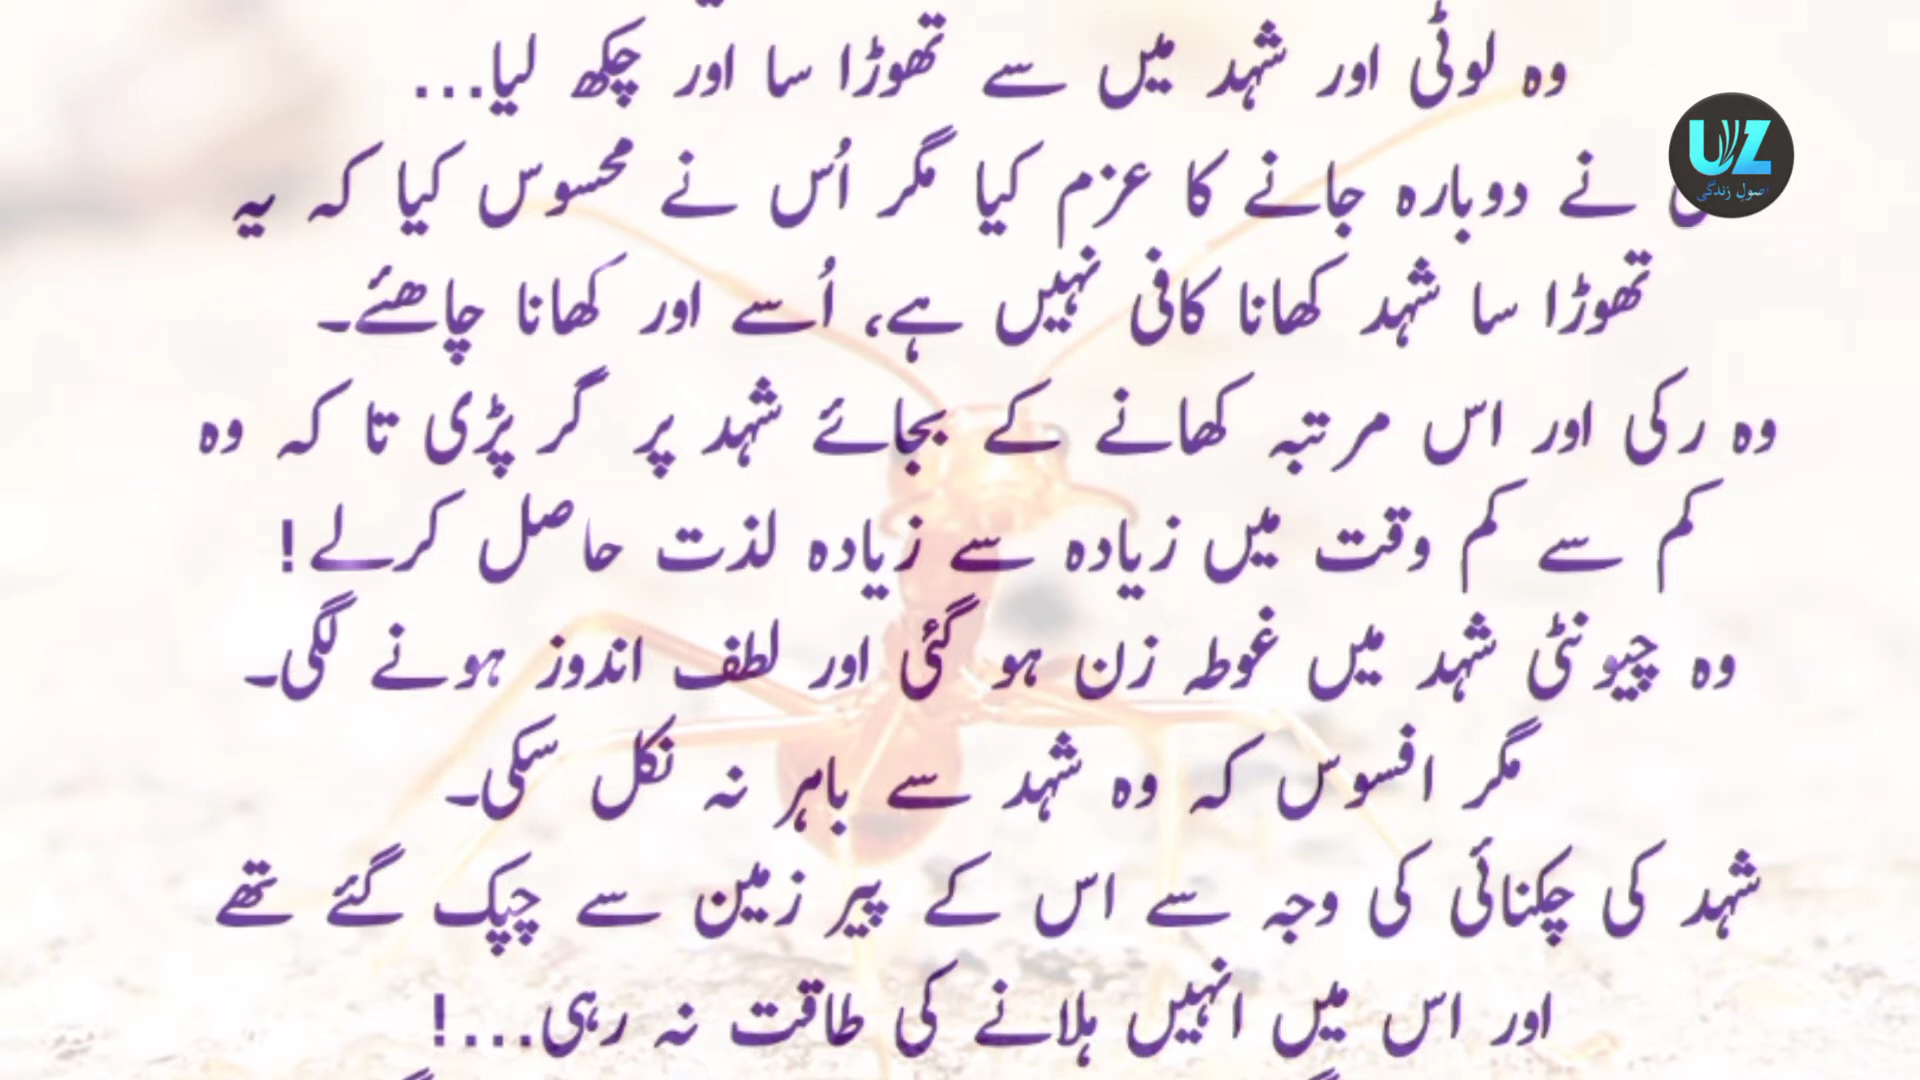 وہ لوٹی اور شہد میں سے تھوڑا سا اور چکھ لیا...
نے دوبارہ جانے کا عزم کیا مگر اُس نے محسوس کیا کہ یہ
تھوڑا سا شہد کھانا کافی نہیں ہے، اُسے اور کھانا چاھئے۔
وہ رکی اور اس مرتبہ کھانے کے بجائے شہد پر گر پڑی تا کہ وہ
کم سے کم وقت میں زیادہ سے زیادہ لذت حاصل کرلے!
وہ چیونٹی شہد میں غوطہ زن ہو گئی اور لطف اندوز ہونے لگی۔
مگر افسوس کہ وہ شہد سے باہر نہ نکل سکی۔
شہد کی چکنائی کی وجہ سے اس کے پیر زمین سے چپک گئے تھے
اور اس میں انہیں ہلانے کی طاقت نہ رہی...!
UZ
اصولِ زندگی